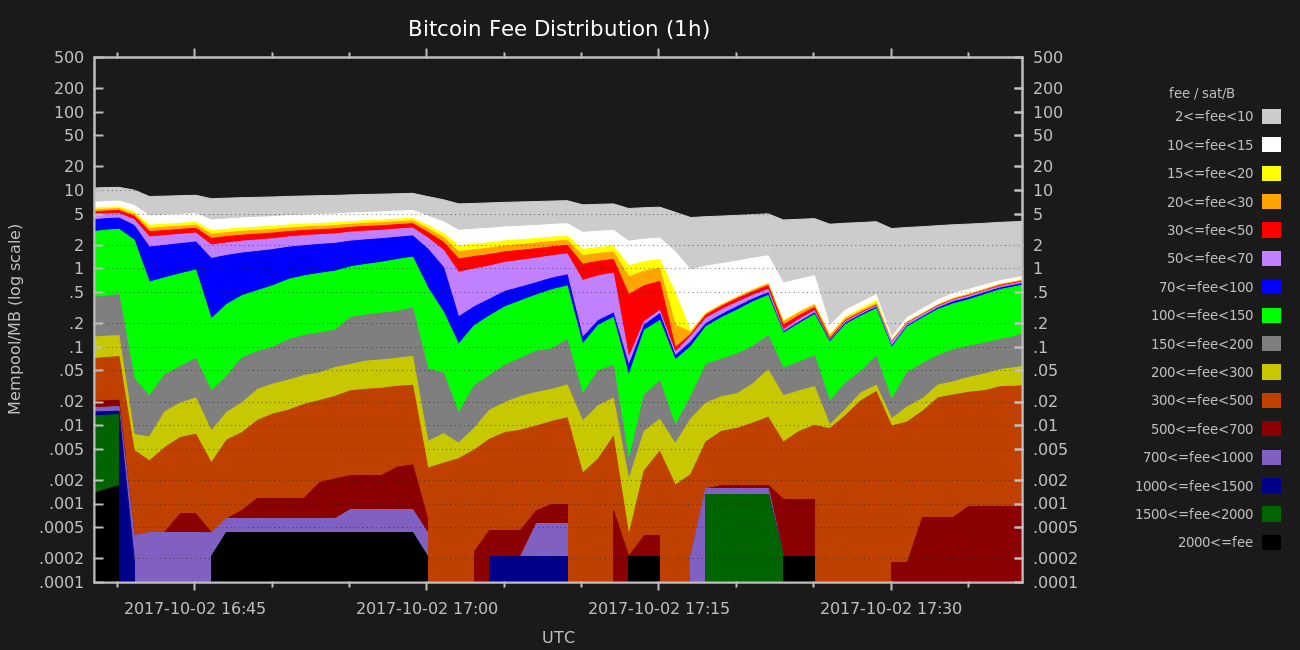 Bitcoin Fee Distribution (1h)
Mempool/MB (log scale)
500
200
100
50
20
10
5
2
1
.5
.2
.1
.05
.02
.01
.005
.002
.001
.0005
.0002
.0001
500
200
100
50
20
10
5
2
1
.5
.2
.1
.05
.02
.01
.005
.002
.001
.0005
.0002
.0001
2017-10-02 16:45
2017-10-02 17:00
2017-10-02 17:15
2017-10-02 17:30
UTC
fee / sat/B
2<=fee<10
10<=fee<15
15<=fee<20
20<=fee<30
30<=fee<50
50<=fee<70
70<=fee<100
100<=fee<150
150<=fee<200
200<=fee<300
300<=fee<500
500<=fee<700
700<=fee<1000
1000<=fee<1500
1500<=fee<2000
2000<=fee